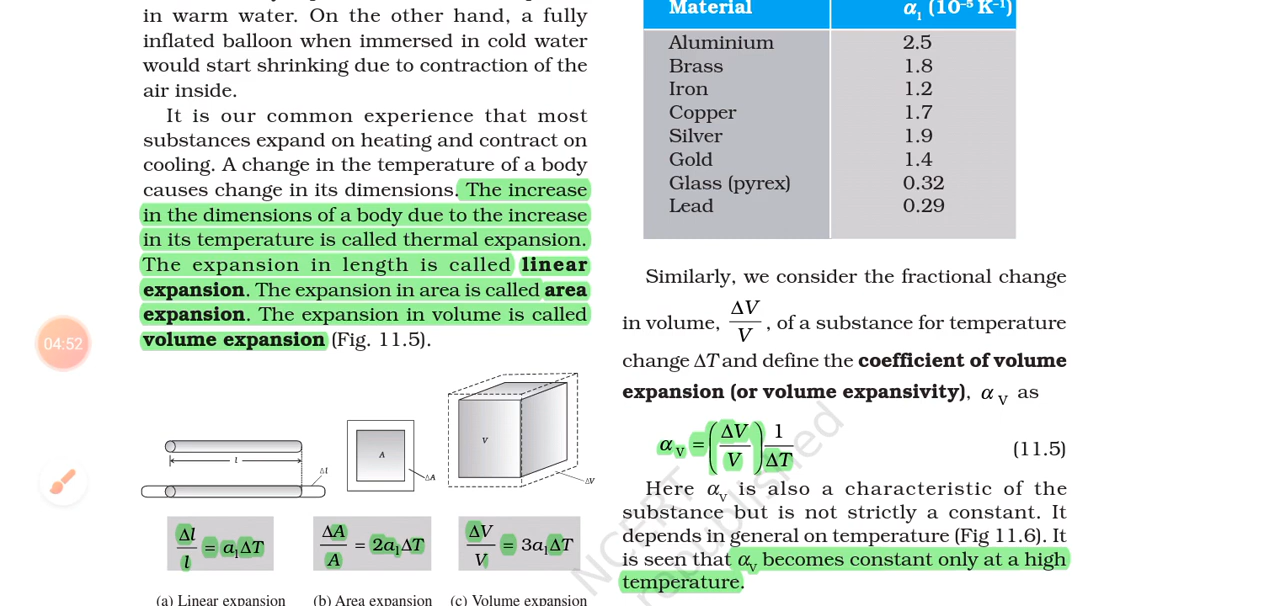 in warm water. On the other hand, a fully
inflated balloon when immersed in cold water
would start shrinking due to contraction of the
air inside.
It is our common experience that most
substances expand on heating and contract on
cooling. A change in the temperature of a body
causes change in its dimensions. The increase
in the dimensions of a body due to the increase
in its temperature is called thermal expansion.
The expansion in length is called linear
expansion. The expansion in area is called area
expansion. The expansion in volume is called
volume expansion (Fig. 11.5).
04:52
l
Δl
A
ΔA
V
ΔV
Δl/l = a₁ΔT
ΔA/A = 2a₁ΔT
ΔV/V = 3a₁ΔT
(a) Linear expansion (b) Area expansion (c) Volume expansion
Material α₁ (10⁻⁵ K⁻¹)
Aluminium 2.5
Brass 1.8
Iron 1.2
Copper 1.7
Silver 1.9
Gold 1.4
Glass (pyrex) 0.32
Lead 0.29
Similarly, we consider the fractional change
in volume, ΔV/V, of a substance for temperature
change ΔT and define the coefficient of volume
expansion (or volume expansivity), α_V as
α_V = (ΔV/V) 1/ΔT (11.5)
Here α_V is also a characteristic of the
substance but is not strictly a constant. It
depends in general on temperature (Fig 11.6). It
is seen that α_V becomes constant only at a high
temperature.
NCERT
republished